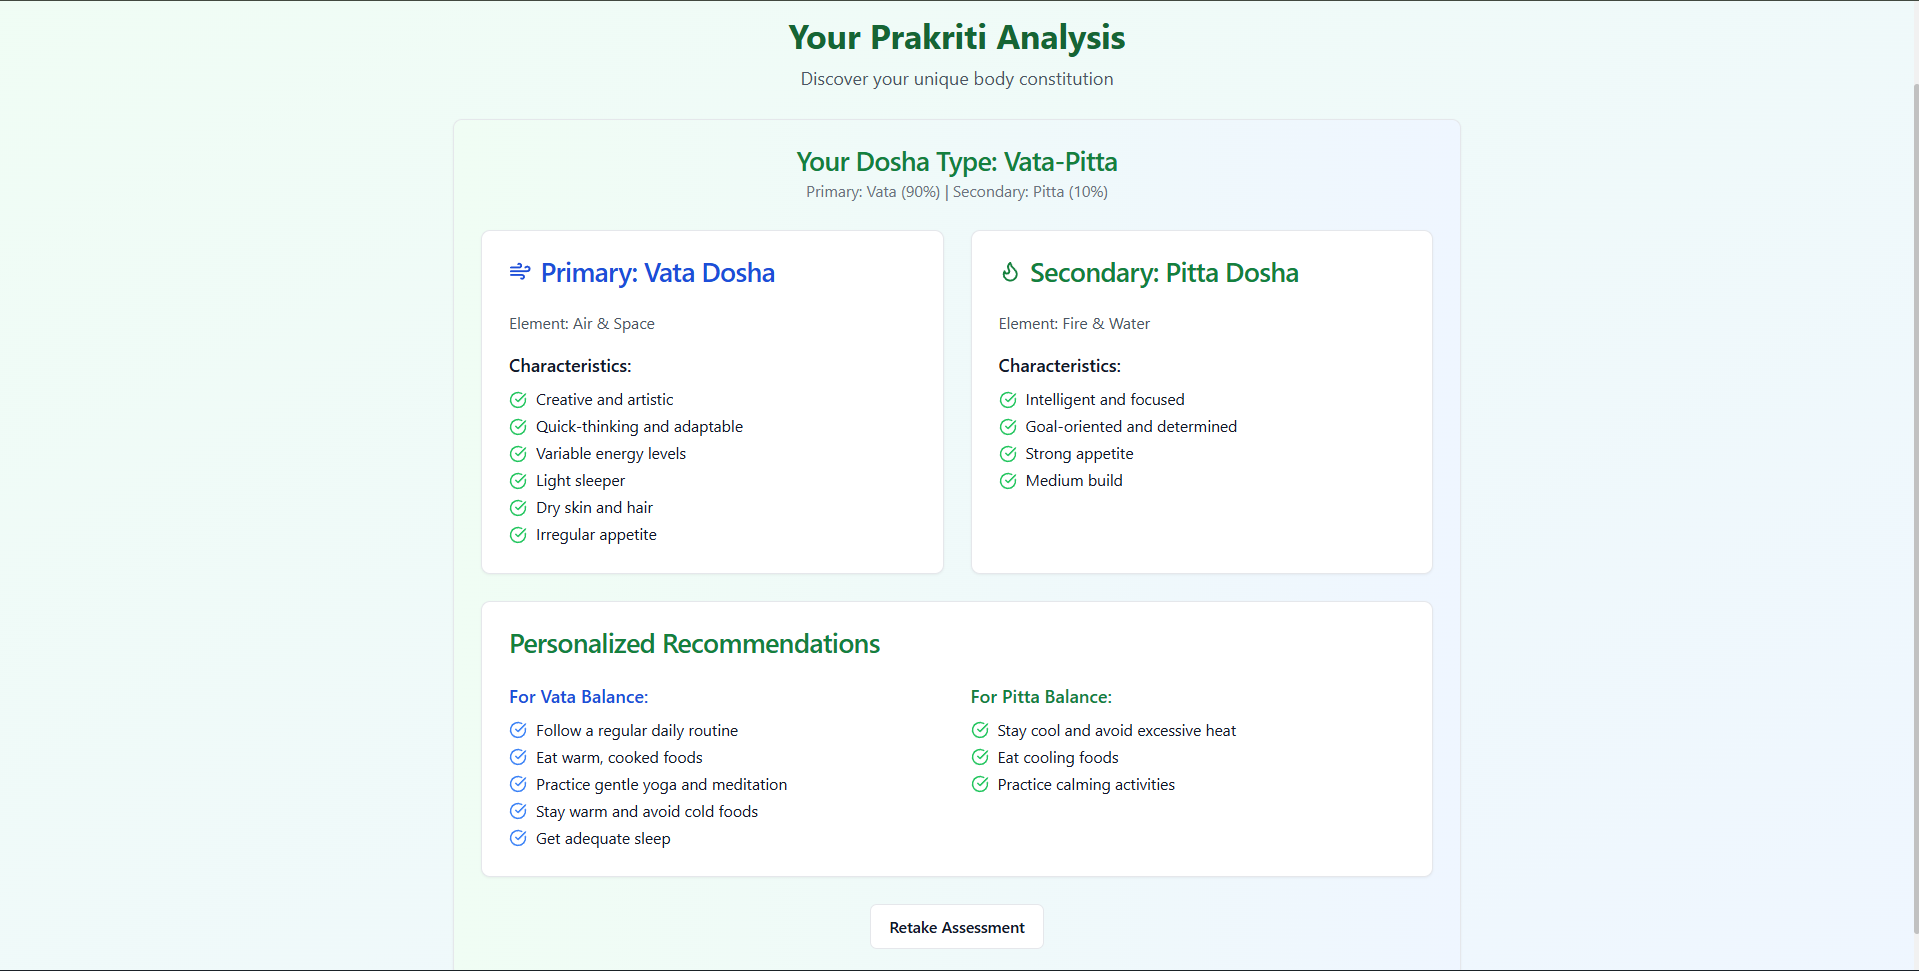 Your Prakriti Analysis
Discover your unique body constitution
Your Dosha Type: Vata-Pitta
Primary: Vata (90%) | Secondary: Pitta (10%)
Primary: Vata Dosha
Element: Air & Space
Characteristics:
Creative and artistic
Quick-thinking and adaptable
Variable energy levels
Light sleeper
Dry skin and hair
Irregular appetite
Secondary: Pitta Dosha
Element: Fire & Water
Characteristics:
Intelligent and focused
Goal-oriented and determined
Strong appetite
Medium build
Personalized Recommendations
For Vata Balance:
Follow a regular daily routine
Eat warm, cooked foods
Practice gentle yoga and meditation
Stay warm and avoid cold foods
Get adequate sleep
For Pitta Balance:
Stay cool and avoid excessive heat
Eat cooling foods
Practice calming activities
Retake Assessment